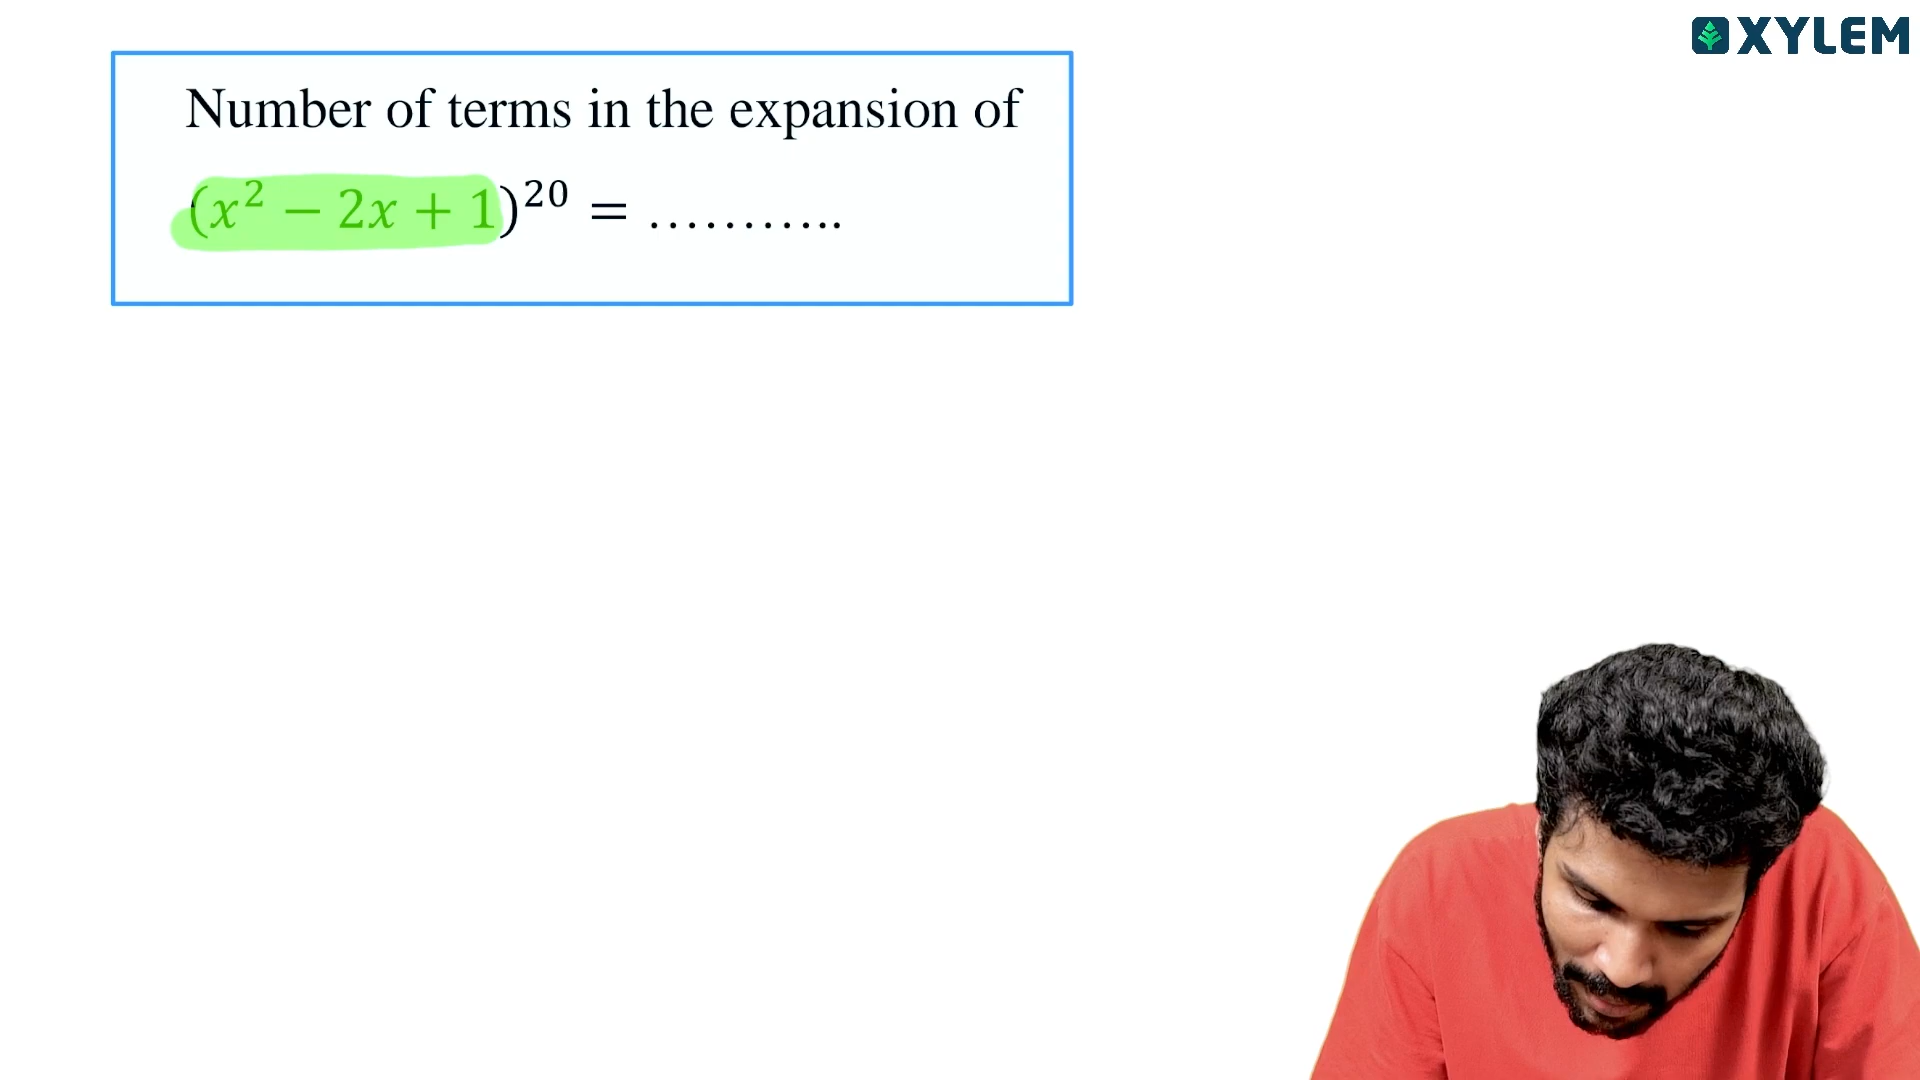 XYLEM
Number of terms in the expansion of
(x² − 2x + 1)²⁰ = ...........